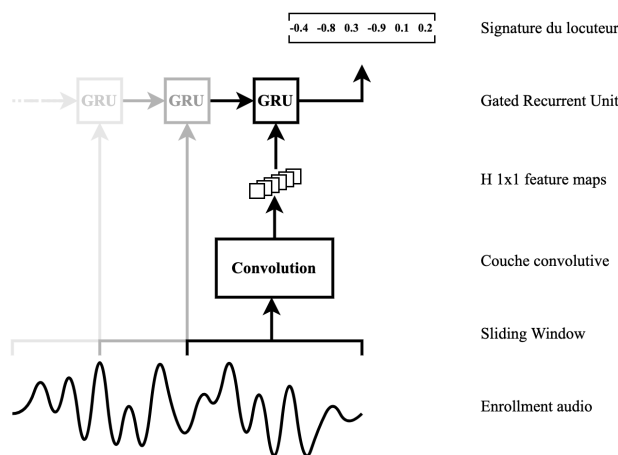 -0.4 -0.8 0.3 -0.9 0.1 0.2
Signature du locuteur
GRU GRU GRU
Gated Recurrent Unit
H 1x1 feature maps
Convolution
Couche convolutive
Sliding Window
Enrollment audio